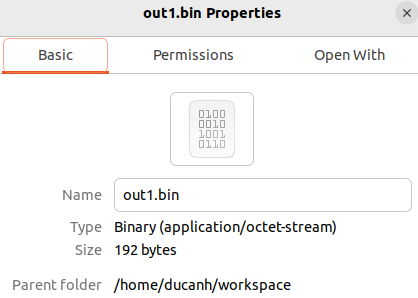 out1.bin Properties
Basic Permissions Open With
0100
0010
1001
0110
Name out1.bin
Type Binary (application/octet-stream)
Size 192 bytes
Parent folder /home/ducanh/workspace